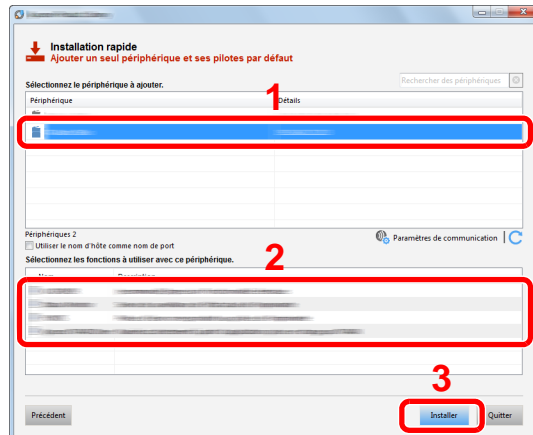 Installation rapide
Ajouter un seul périphérique et ses pilotes par défaut
Sélectionnez le périphérique à ajouter.
Rechercher des périphériques
1
Périphérique Détails
Périphériques 2
Paramètres de communication
Utiliser le nom d'hôte comme nom de port
2
Sélectionnez les fonctions à utiliser avec ce périphérique.
Nom Description
3
Précédent Installer Quitter